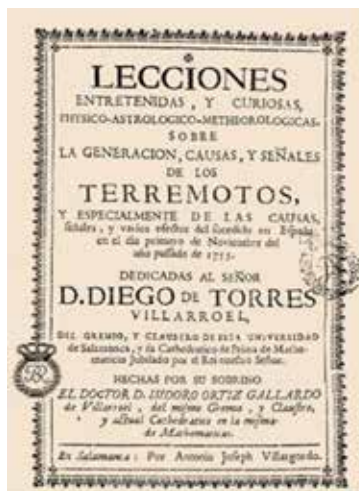 LECCIONES
ENTRETENIDAS, Y CURIOSAS,
PHYSICO-ASTROLOGICO-METHEOROLOGICAS
SOBRE
LA GENERACION, CAUSAS, Y SEÑALES
DE LOS
TERREMOTOS,
Y ESPECIALMENTE DE LAS CAUSAS,
señales, y varios efectos del sucedido en España
en el dia primero de Noviembre del
año passado de 1755.
DEDICADAS AL SEÑOR
D. DIEGO DE TORRES
VILLARROEL,
DEL GREMIO, Y CLAUSTRO DE ESTA UNIVERSIDAD
de Salamanca, y su Cathedratico de Prima de Mathe-
maticas Jubilado por el Rei nuestro Señor.
HECHAS POR SU SOBRINO
EL DOCTOR D. ISIDORO ORTIZ GALLARDO
de Villarroel, del mismo Gremio, y Claustro,
y actual Cathedratico en la misma
de Mathematicas.
En Salamanca: Por Antonio Joseph Villargordo.